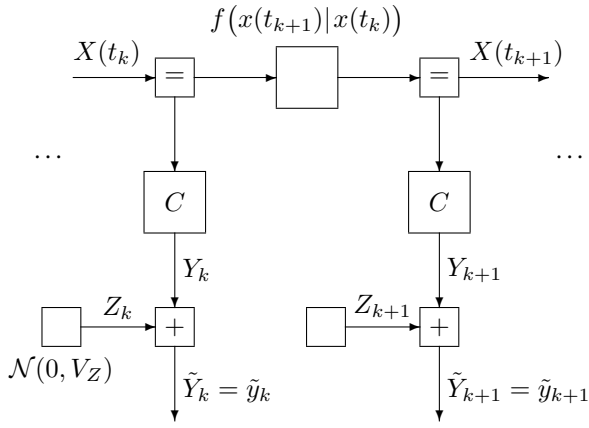 f(x(t_{k+1})|x(t_k))
X(t_k) = = X(t_{k+1})
... ...
C C
Y_k Y_{k+1}
Z_k + Z_{k+1} +
𝒩(0, V_Z) Ỹ_k = ỹ_k Ỹ_{k+1} = ỹ_{k+1}